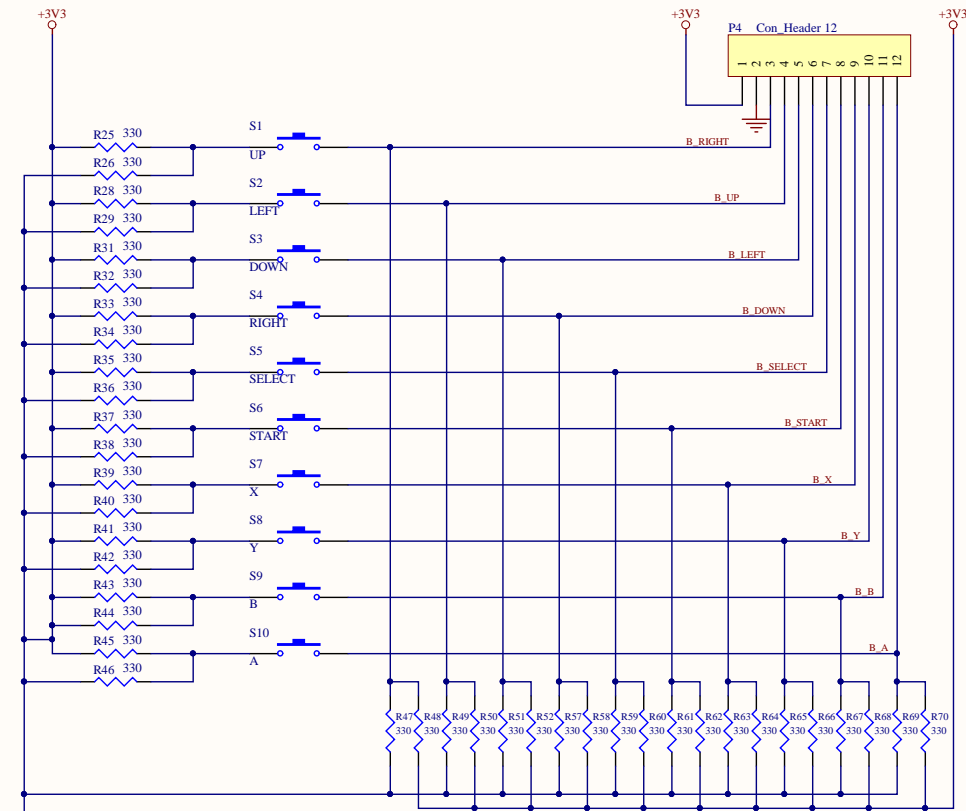 +3V3
+3V3
+3V3
P4 Con_Header 12
1 2 3 4 5 6 7 8 9 10 11 12
R25 330
S1
UP
B_RIGHT
R26 330
R28 330
S2
LEFT
B_UP
R29 330
R31 330
S3
DOWN
B_LEFT
R32 330
R33 330
S4
RIGHT
B_DOWN
R34 330
R35 330
S5
SELECT
B_SELECT
R36 330
R37 330
S6
START
B_START
R38 330
R39 330
S7
X
B_X
R40 330
R41 330
S8
Y
B_Y
R42 330
R43 330
S9
B
B_B
R44 330
R45 330
S10
A
B_A
R46 330
R47 R48 R49 R50 R51 R52 R57 R58 R59 R60 R61 R62 R63 R64 R65 R66 R67 R68 R69 R70
330 330 330 330 330 330 330 330 330 330 330 330 330 330 330 330 330 330 330 330